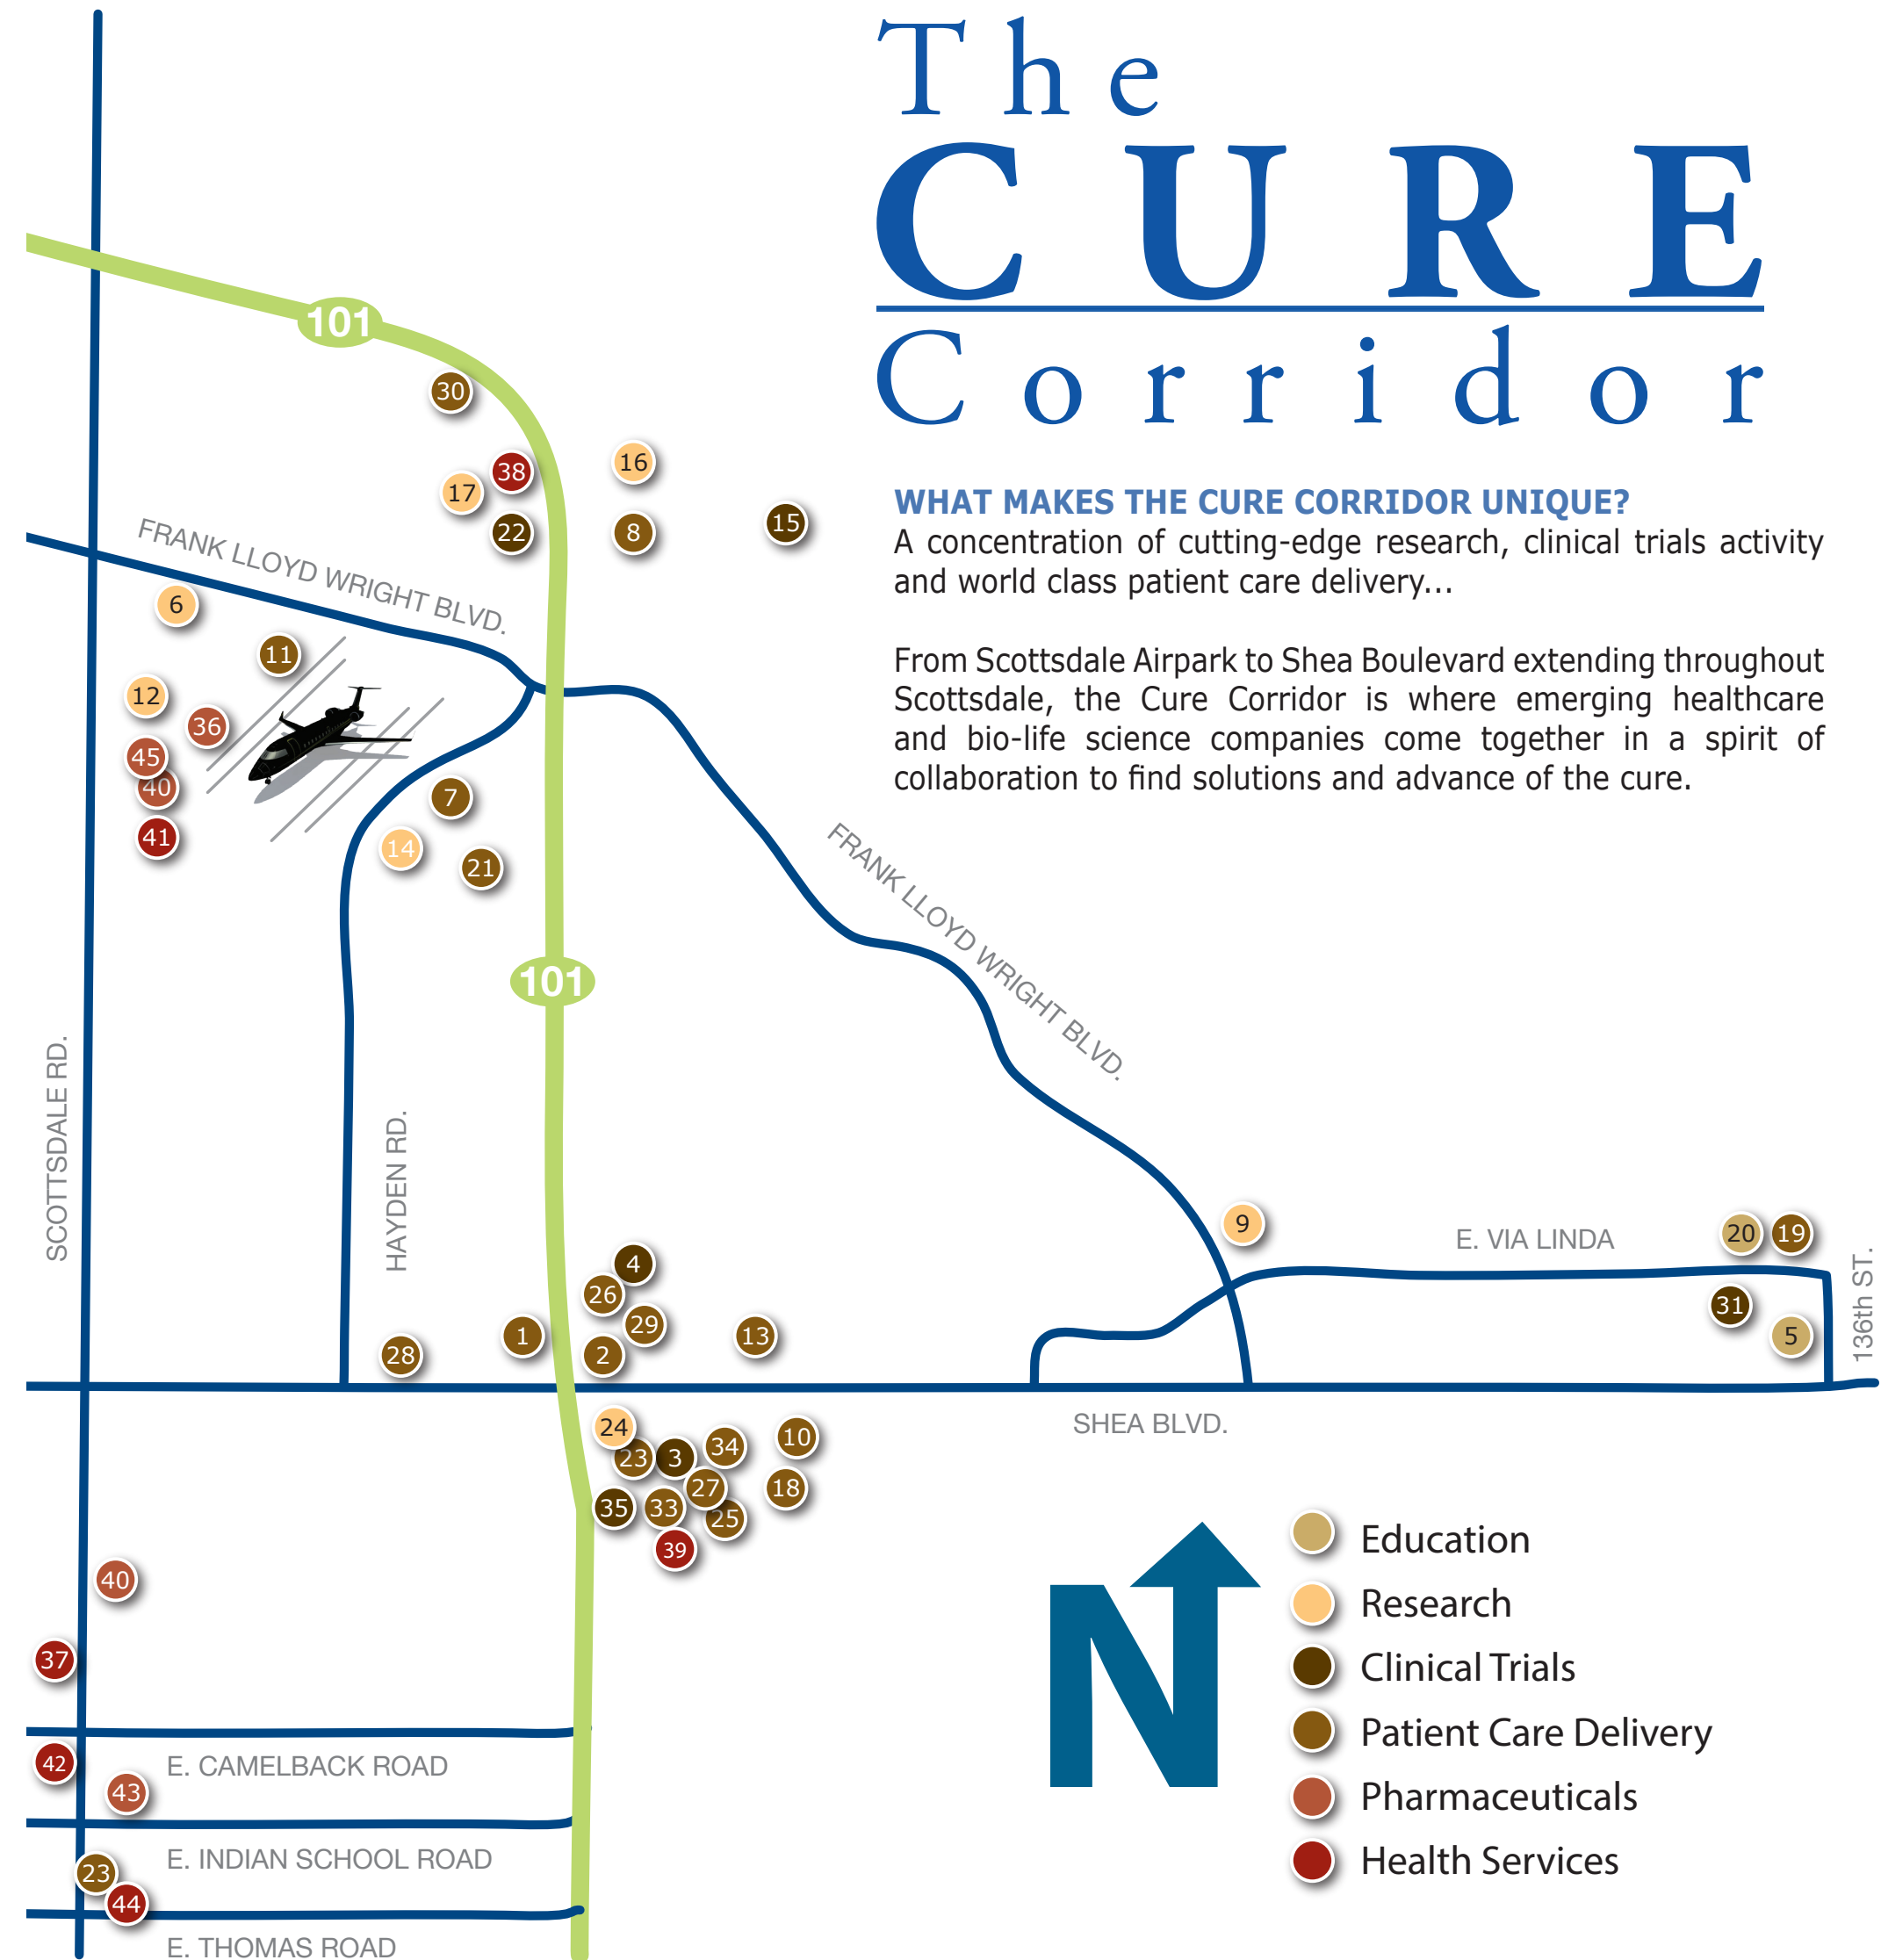 The
CURE
Corridor
WHAT MAKES THE CURE CORRIDOR UNIQUE?
A concentration of cutting-edge research, clinical trials activity
and world class patient care delivery...
From Scottsdale Airpark to Shea Boulevard extending throughout
Scottsdale, the Cure Corridor is where emerging healthcare
and bio-life science companies come together in a spirit of
collaboration to find solutions and advance of the cure.
101
30
38
16
17
22
8
15
FRANK LLOYD WRIGHT BLVD.
6
11
12
36
45
40
41
7
14
21
FRANK LLOYD WRIGHT BLVD.
101
SCOTTSDALE RD.
HAYDEN RD.
9
E. VIA LINDA
20
19
136th ST.
4
26
29
31
1
13
5
28
2
SHEA BLVD.
24
10
34
23
3
27
18
35
33
25
39
40
37
E. CAMELBACK ROAD
42
43
E. INDIAN SCHOOL ROAD
23
44
E. THOMAS ROAD
N
Education
Research
Clinical Trials
Patient Care Delivery
Pharmaceuticals
Health Services